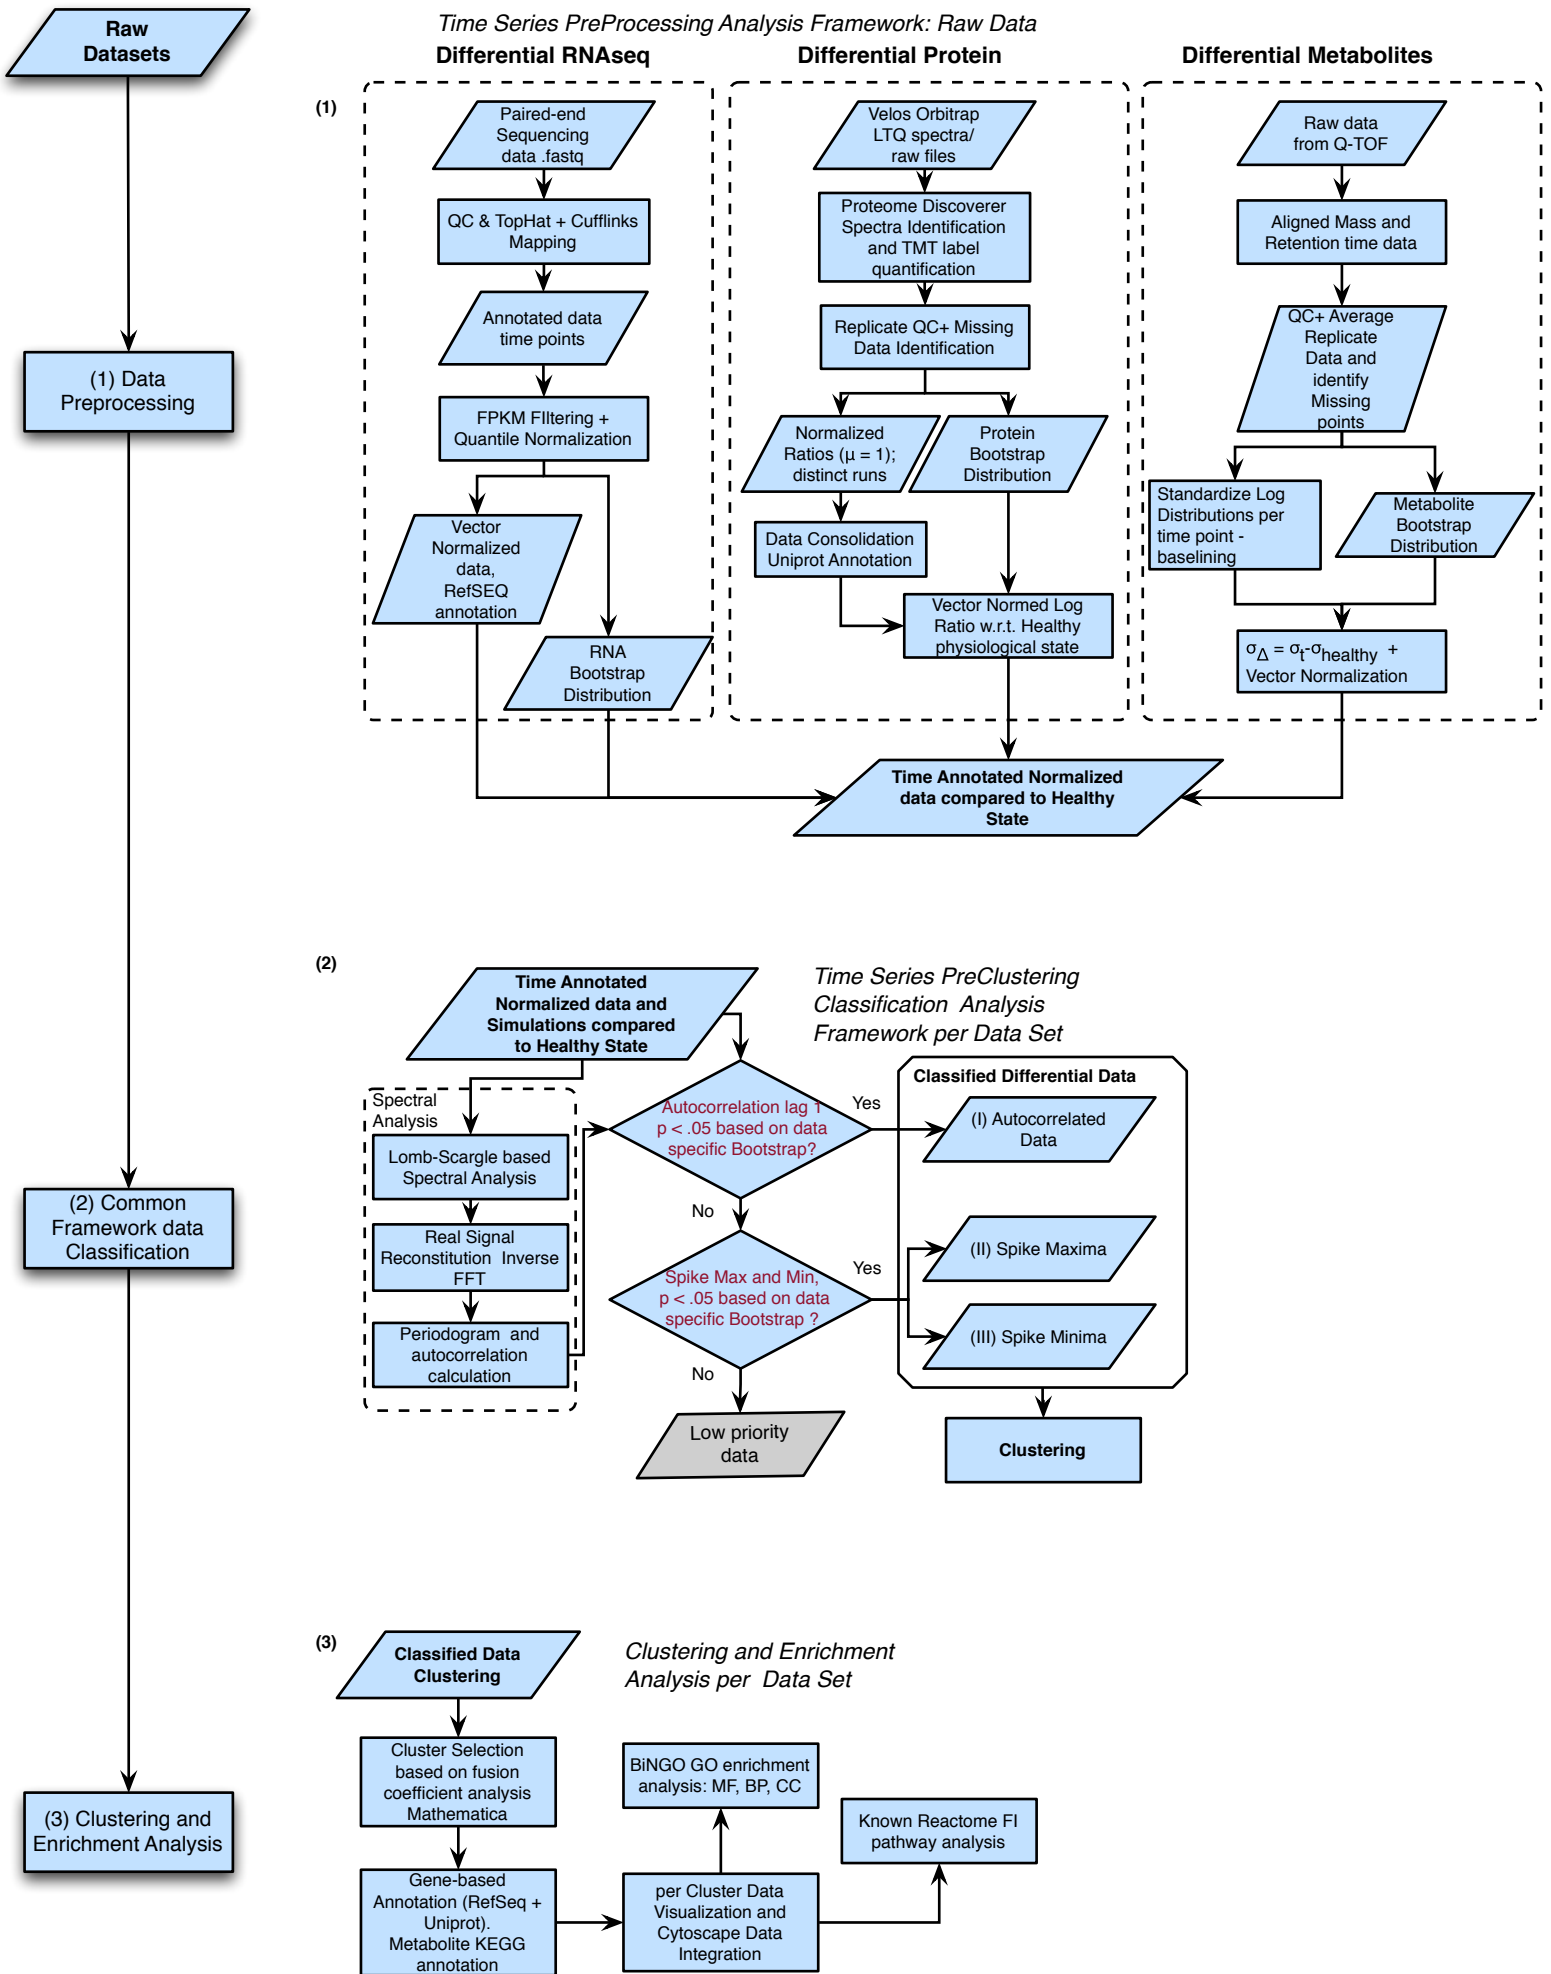 Raw
Datasets
(1) Data
Preprocessing
(2) Common
Framework data
Classification
(3) Clustering and
Enrichment Analysis
Time Series PreProcessing Analysis Framework: Raw Data
Differential RNAseq
Differential Protein
Differential Metabolites
(1)
Paired-end
Sequencing
data .fastq
QC & TopHat + Cufflinks
Mapping
Annotated data
time points
FPKM FIltering +
Quantile Normalization
Vector
Normalized
data,
RefSEQ
annotation
RNA
Bootstrap
Distribution
Velos Orbitrap
LTQ spectra/
raw files
Proteome Discoverer
Spectra Identification
and TMT label
quantification
Replicate QC+ Missing
Data Identification
Normalized
Ratios (μ = 1);
distinct runs
Protein
Bootstrap
Distribution
Data Consolidation
Uniprot Annotation
Vector Normed Log
Ratio w.r.t. Healthy
physiological state
Raw data
from Q-TOF
Aligned Mass and
Retention time data
QC+ Average
Replicate
Data and
identify
Missing
points
Standardize Log
Distributions per
time point -
baselining
Metabolite
Bootstrap
Distribution
σΔ = σt-σhealthy +
Vector Normalization
Time Annotated Normalized
data compared to Healthy
State
(2)
Time Annotated
Normalized data and
Simulations compared
to Healthy State
Time Series PreClustering
Classification Analysis
Framework per Data Set
Spectral
Analysis
Lomb-Scargle based
Spectral Analysis
Real Signal
Reconstitution Inverse
FFT
Periodogram and
autocorrelation
calculation
Autocorrelation lag 1
p < .05 based on data
specific Bootstrap?
Yes
No
Spike Max and Min,
p < .05 based on data
specific Bootstrap ?
Yes
No
Low priority
data
Classified Differential Data
(I) Autocorrelated
Data
(II) Spike Maxima
(III) Spike Minima
Clustering
(3)
Classified Data
Clustering
Clustering and Enrichment
Analysis per Data Set
Cluster Selection
based on fusion
coefficient analysis
Mathematica
Gene-based
Annotation (RefSeq +
Uniprot).
Metabolite KEGG
annotation
BiNGO GO enrichment
analysis: MF, BP, CC
per Cluster Data
Visualization and
Cytoscape Data
Integration
Known Reactome FI
pathway analysis